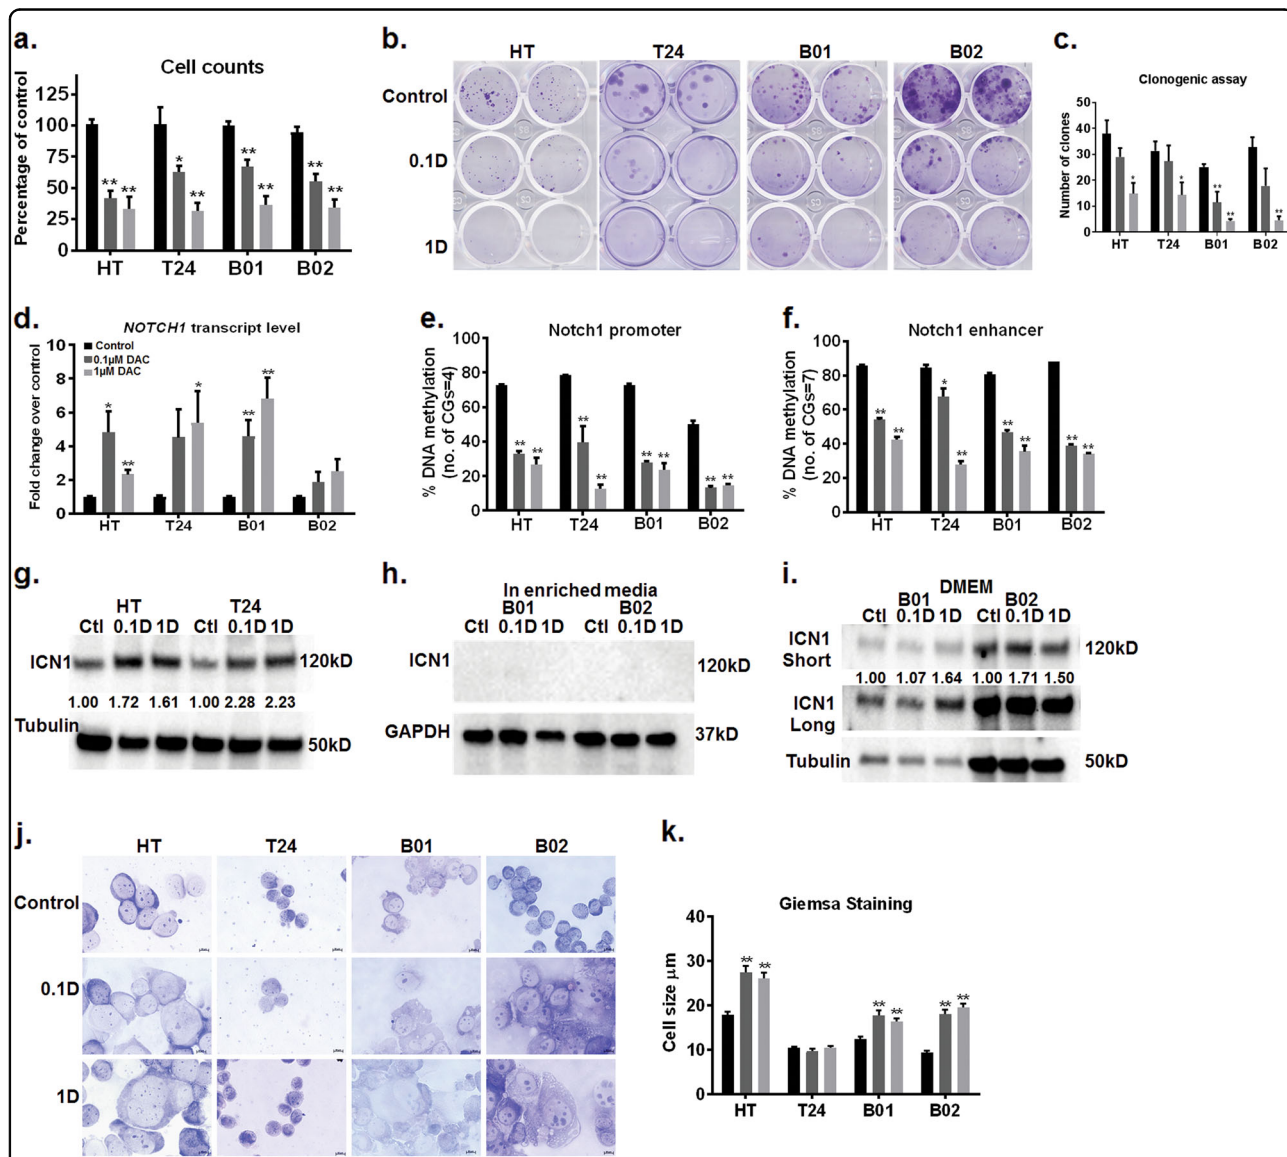 a.
Cell counts
Percentage of control
125
100
75
50
25
0
** ** * ** ** ** ** **
HT T24 B01 B02
b.
HT T24 B01 B02
Control
0.1D
1D
c.
Clonogenic assay
Number of clones
50
40
30
20
10
0
* * ** ** **
HT T24 B01 B02
d.
NOTCH1 transcript level
Fold change over control
Control
0.1µM DAC
1µM DAC
10
8
6
4
2
0
* ** * ** **
HT T24 B01 B02
e.
Notch1 promoter
% DNA methylation
(no. of CGs=4)
80
60
40
20
0
** ** ** ** ** ** ** **
HT T24 B01 B02
f.
Notch1 enhancer
% DNA methylation
(no. of CGs=7)
100
80
60
40
20
0
** ** * ** ** ** ** **
HT T24 B01 B02
g.
HT T24
Ctl 0.1D 1D Ctl 0.1D 1D
ICN1 120kD
1.00 1.72 1.61 1.00 2.28 2.23
Tubulin 50kD
h.
In enriched media
B01 B02
Ctl 0.1D 1D Ctl 0.1D 1D
ICN1 120kD
GAPDH 37kD
i.
DMEM
B01 B02
Ctl 0.1D 1D Ctl 0.1D 1D
ICN1
Short
120kD
1.00 1.07 1.64 1.00 1.71 1.50
ICN1
Long
Tubulin 50kD
j.
HT T24 B01 B02
Control
0.1D
1D
k.
Giemsa Staining
Cell size µm
40
30
20
10
0
** ** ** ** ** **
HT T24 B01 B02